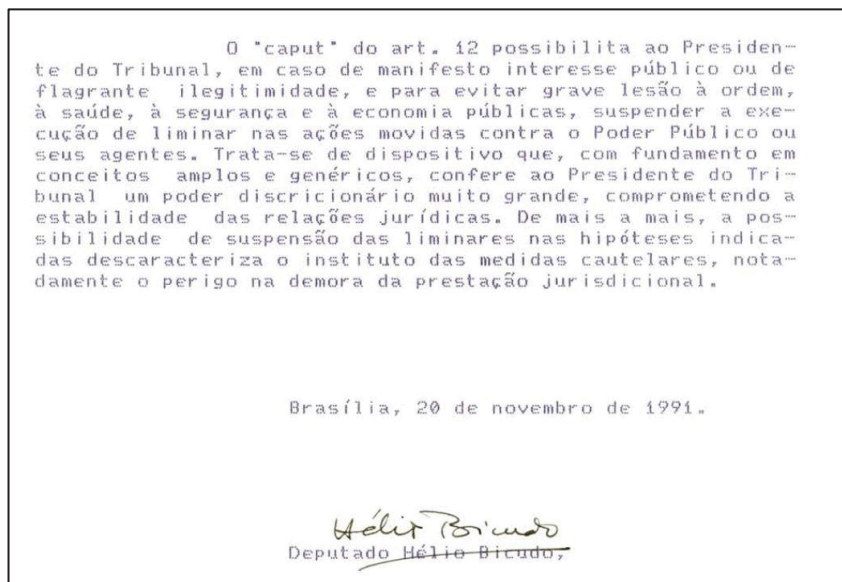 O "caput" do art. 12 possibilita ao Presiden-
te do Tribunal, em caso de manifesto interesse público ou de
flagrante ilegitimidade, e para evitar grave lesão à ordem,
à saúde, à segurança e à economia públicas, suspender a exe-
cução de liminar nas ações movidas contra o Poder Público ou
seus agentes. Trata-se de dispositivo que, com fundamento em
conceitos amplos e genéricos, confere ao Presidente do Tri-
bunal um poder discricionário muito grande, comprometendo a
estabilidade das relações jurídicas. De mais a mais, a pos-
sibilidade de suspensão das liminares nas hipóteses indica-
das descaracteriza o instituto das medidas cautelares, nota-
damente o perigo na demora da prestação jurisdicional.
Brasília, 20 de novembro de 1991.
Hélio Bicudo
Deputado Hélio Bicudo,